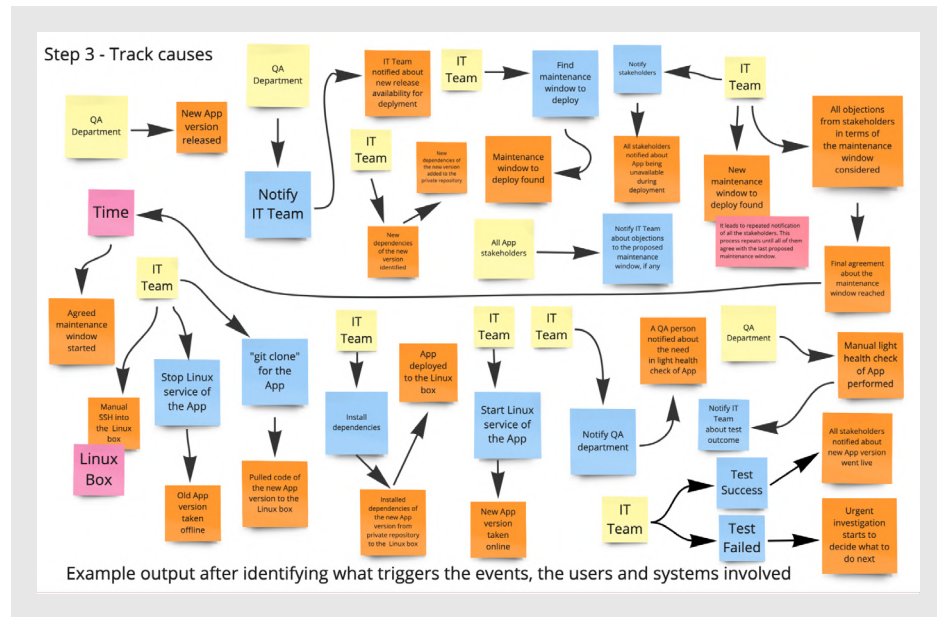 Step 3 - Track causes
QA
Department
New App
version
released
QA
Department
Notify
IT Team
IT Team
notified about
new release
availability for
deplyment
IT
Team
New
dependencies
of the new
version
identified
New
dependencies of
the new version
added to the
private repository
IT
Team
Find
maintenance
window to
deploy
Maintenance
window to
deploy found
Notify
stakeholders
IT
Team
All stakeholders
notified about
App being
unavailable
during
deployment
New
maintenance
window to
deploy found
It leads to repeated notification
of all the stakeholders. This
process repeats until all of them
agree with the last proposed
maintenance window.
All objections
from stakeholders
in terms of
the maintenance
window
considered
All App
stakeholders
Notify IT Team
about objections
to the proposed
maintenance
window, if any
Final agreement
about the
maintenance
window reached
Time
Agreed
maintenance
window
started
IT
Team
Manual
SSH into
the Linux
box
Linux
Box
Stop Linux
service of
the App
Old App
version
taken
offline
"git clone"
for the
App
Pulled code of
the new App
version to the
Linux box
IT
Team
Install
dependencies
Installed
dependencies of
the new App
version from
private repository
to the Linux box
App
deployed
to the Linux
box
IT
Team
Start Linux
service of
the App
New App
version
taken
online
IT
Team
Notify QA
department
A QA person
notified about
the need
in light health
check of App
QA
Department
Manual light
health check
of App
performed
Notify IT
Team
about test
outcome
IT
Team
Test
Success
All stakeholders
notified about
new App version
went live
Test
Failed
Urgent
investigation
starts to
decide what to
do next
Example output after identifying what triggers the events, the users and systems involved